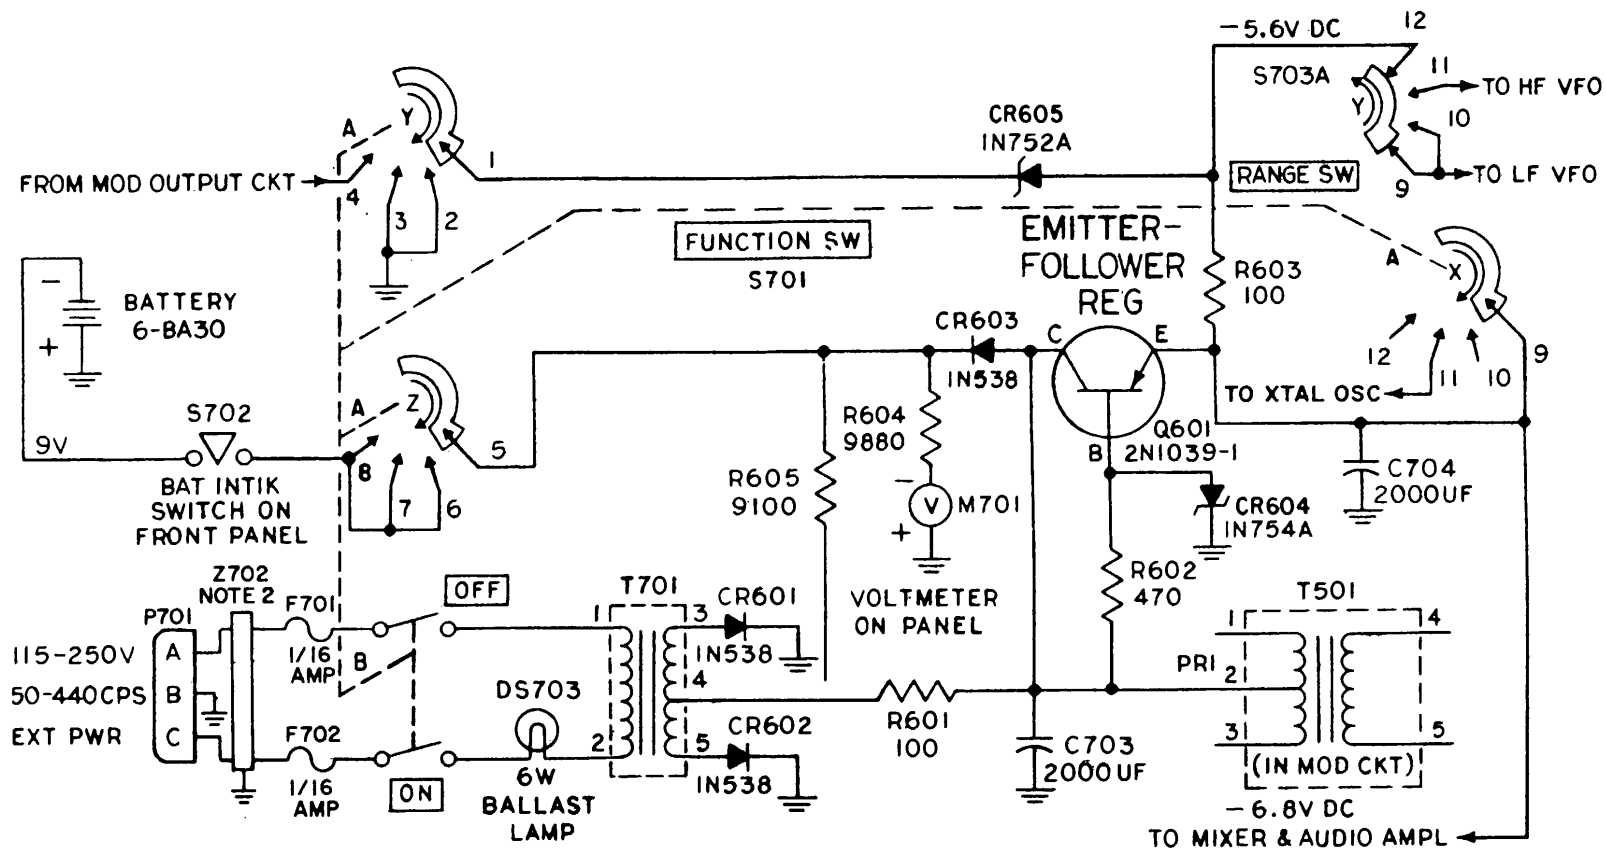 −5.6V DC
12
S703A
11
TO HF VFO
Y
10
TO LF VFO
9
RANGE SW
CR605
1N752A
A
Y
1
FROM MOD OUTPUT CKT
4
3
2
FUNCTION SW
S701
EMITTER-
FOLLOWER
REG
R603
100
A
X
12
11
10
9
TO XTAL OSC
−
BATTERY
6-BA30
+
9V
S702
BAT INTIK
SWITCH ON
FRONT PANEL
A
Z
5
8
7
6
CR603
1N538
C
E
B
Q601
2N1039-1
R604
9880
R605
9100
−
V
M701
+
VOLTMETER
ON PANEL
CR604
1N754A
C704
2000UF
R602
470
Z702
NOTE 2
P701
F701
1/16
AMP
OFF
T701
1
3
CR601
1N538
115-250V
A
50-440CPS
B
EXT PWR
C
B
F702
1/16
AMP
ON
DS703
6W
BALLAST
LAMP
2
4
5
CR602
1N538
R601
100
C703
2000UF
T501
1
4
PRI
2
3
5
(IN MOD CKT)
−6.8V DC
TO MIXER & AUDIO AMPL